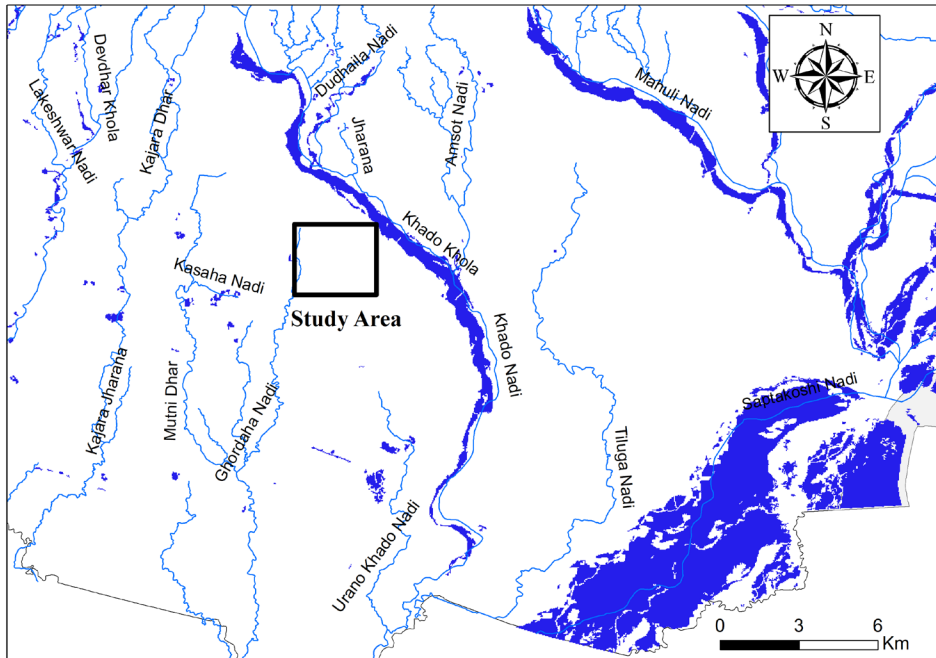 N
W E
S
Lakeshwar Nadi
Devdhar Khola
Kajara Dhar
Dudhaila Nadi
Jharana
Amsot Nadi
Mahuli Nadi
Khado Khola
Kasaha Nadi
Study Area
Khado Nadi
Kajara Jharana
Mutni Dhar
Ghordaha Nadi
Saptakoshi Nadi
Tiluga Nadi
Urano Khado Nadi
0 3 6
Km